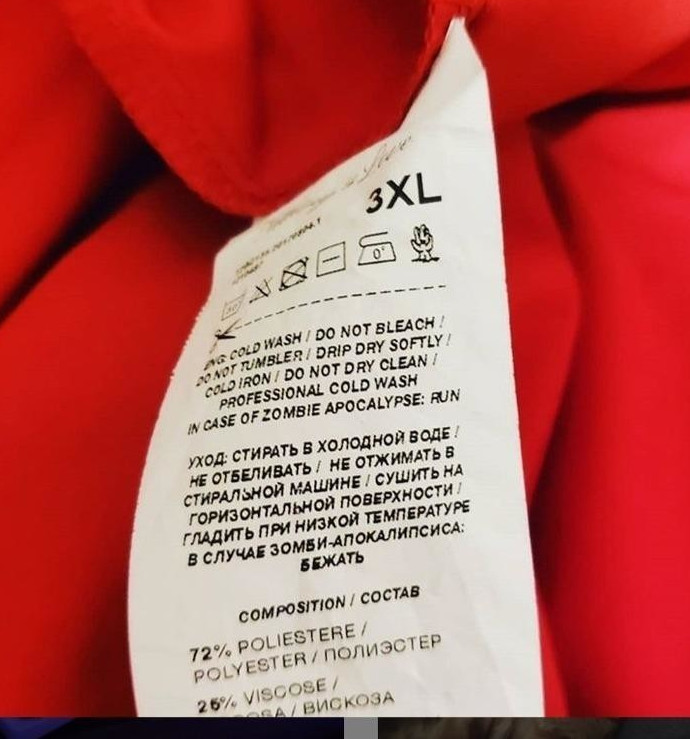 3XL
0°
ENG: COLD WASH / DO NOT BLEACH /
DO NOT TUMBLER / DRIP DRY SOFTLY /
COLD IRON / DO NOT DRY CLEAN /
PROFESSIONAL COLD WASH
IN CASE OF ZOMBIE APOCALYPSE: RUN
УХОД: СТИРАТЬ В ХОЛОДНОЙ ВОДЕ /
НЕ ОТБЕЛИВАТЬ / НЕ ОТЖИМАТЬ В
СТИРАЛЬНОЙ МАШИНЕ / СУШИТЬ НА
ГОРИЗОНТАЛЬНОЙ ПОВЕРХНОСТИ /
ГЛАДИТЬ ПРИ НИЗКОЙ ТЕМПЕРАТУРЕ
В СЛУЧАЕ ЗОМБИ-АПОКАЛИПСИСА:
БЕЖАТЬ
COMPOSITION / СОСТАВ
72% POLIESTERE /
POLYESTER / ПОЛИЭСТЕР
25% VISCOSE /
/ ВИСКОЗА